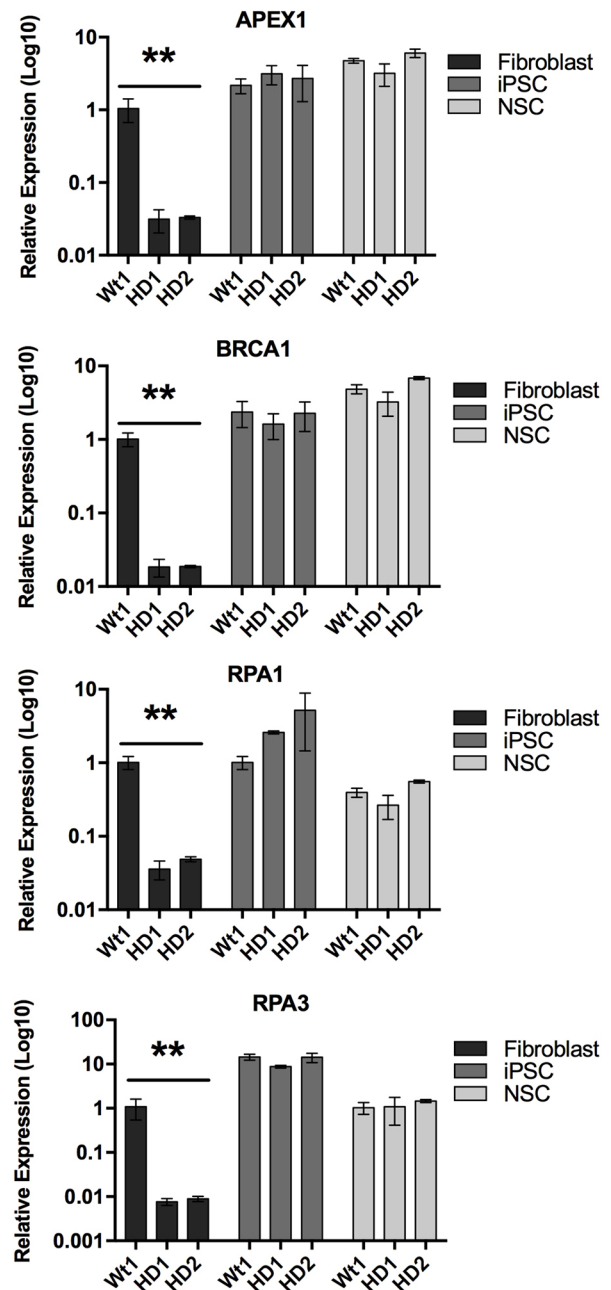 APEX1
Relative Expression (Log10)
10
1
0.1
0.01
**
Wt1 HD1 HD2 Wt1 HD1 HD2 Wt1 HD1 HD2
Fibroblast
iPSC
NSC
BRCA1
Relative Expression (Log10)
10
1
0.1
0.01
**
Wt1 HD1 HD2 Wt1 HD1 HD2 Wt1 HD1 HD2
Fibroblast
iPSC
NSC
RPA1
Relative Expression (Log10)
10
1
0.1
0.01
**
Wt1 HD1 HD2 Wt1 HD1 HD2 Wt1 HD1 HD2
Fibroblast
iPSC
NSC
RPA3
Relative Expression (Log10)
100
10
1
0.1
0.01
0.001
**
Wt1 HD1 HD2 Wt1 HD1 HD2 Wt1 HD1 HD2
Fibroblast
iPSC
NSC